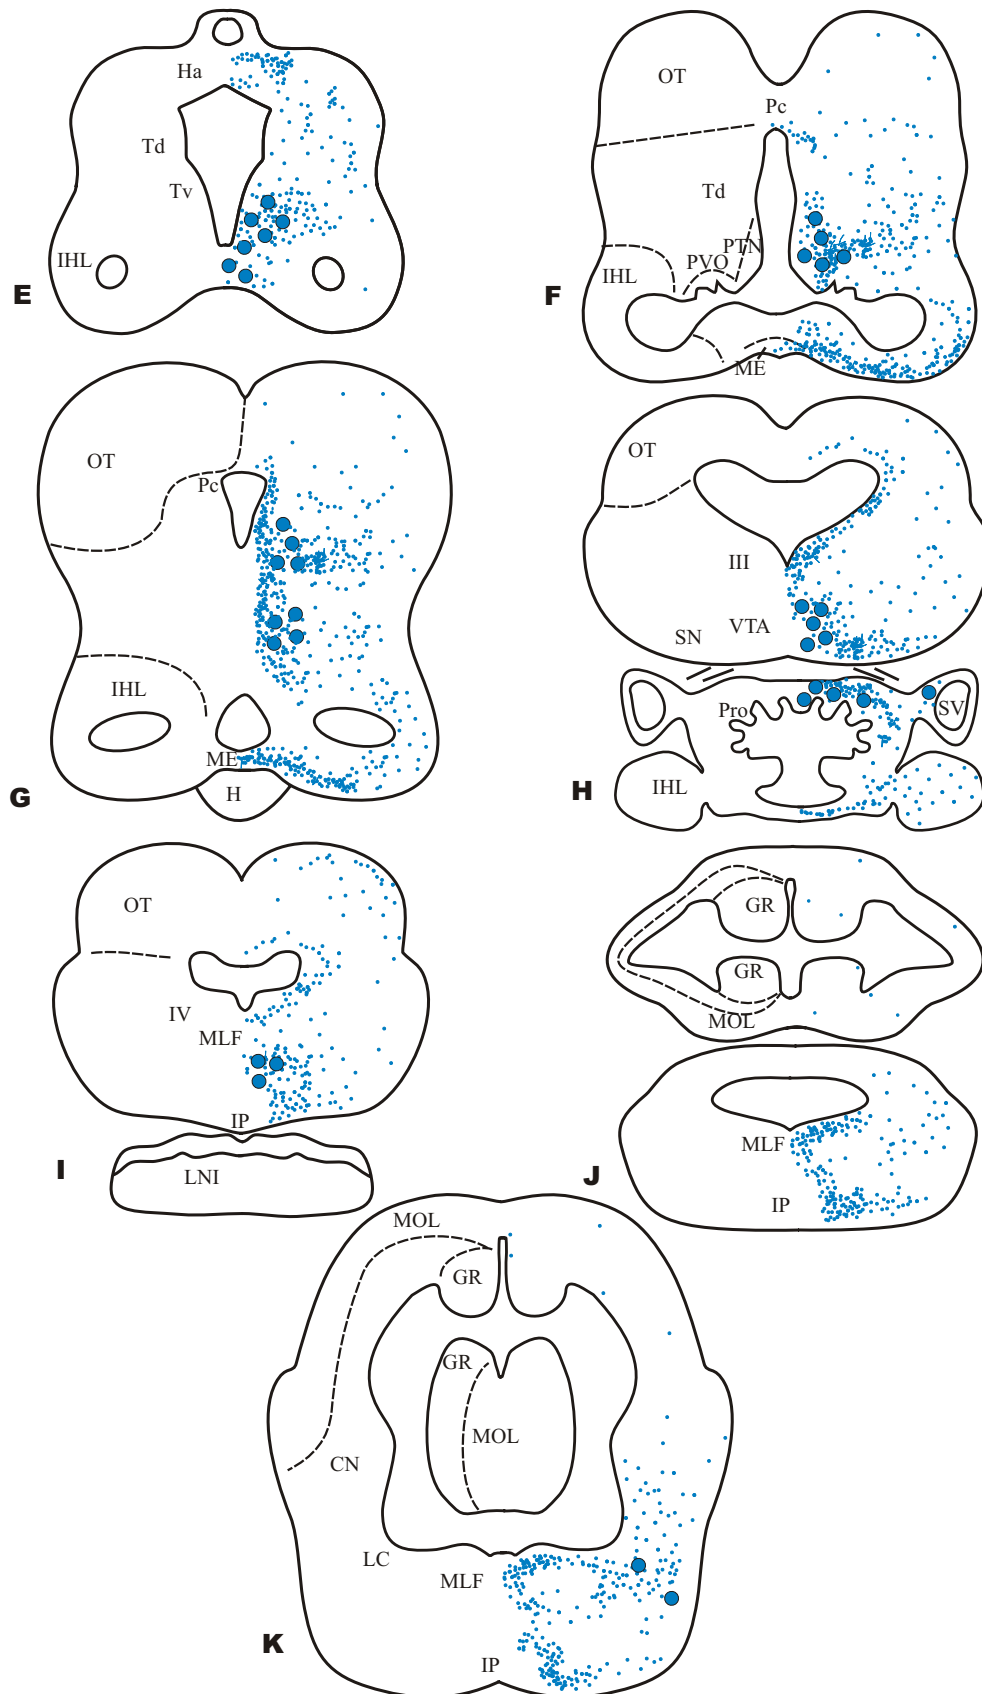 Ha
Td
Tv
IHL
E
OT
Pc
Td
PTN
PVO
IHL
F
ME
OT
Pc
IHL
ME
G
H
OT
III
VTA
SN
Pro
SV
IHL
H
OT
IV
MLF
IP
LNI
I
GR
GR
MOL
MLF
IP
J
MOL
GR
GR
MOL
CN
LC
MLF
IP
K